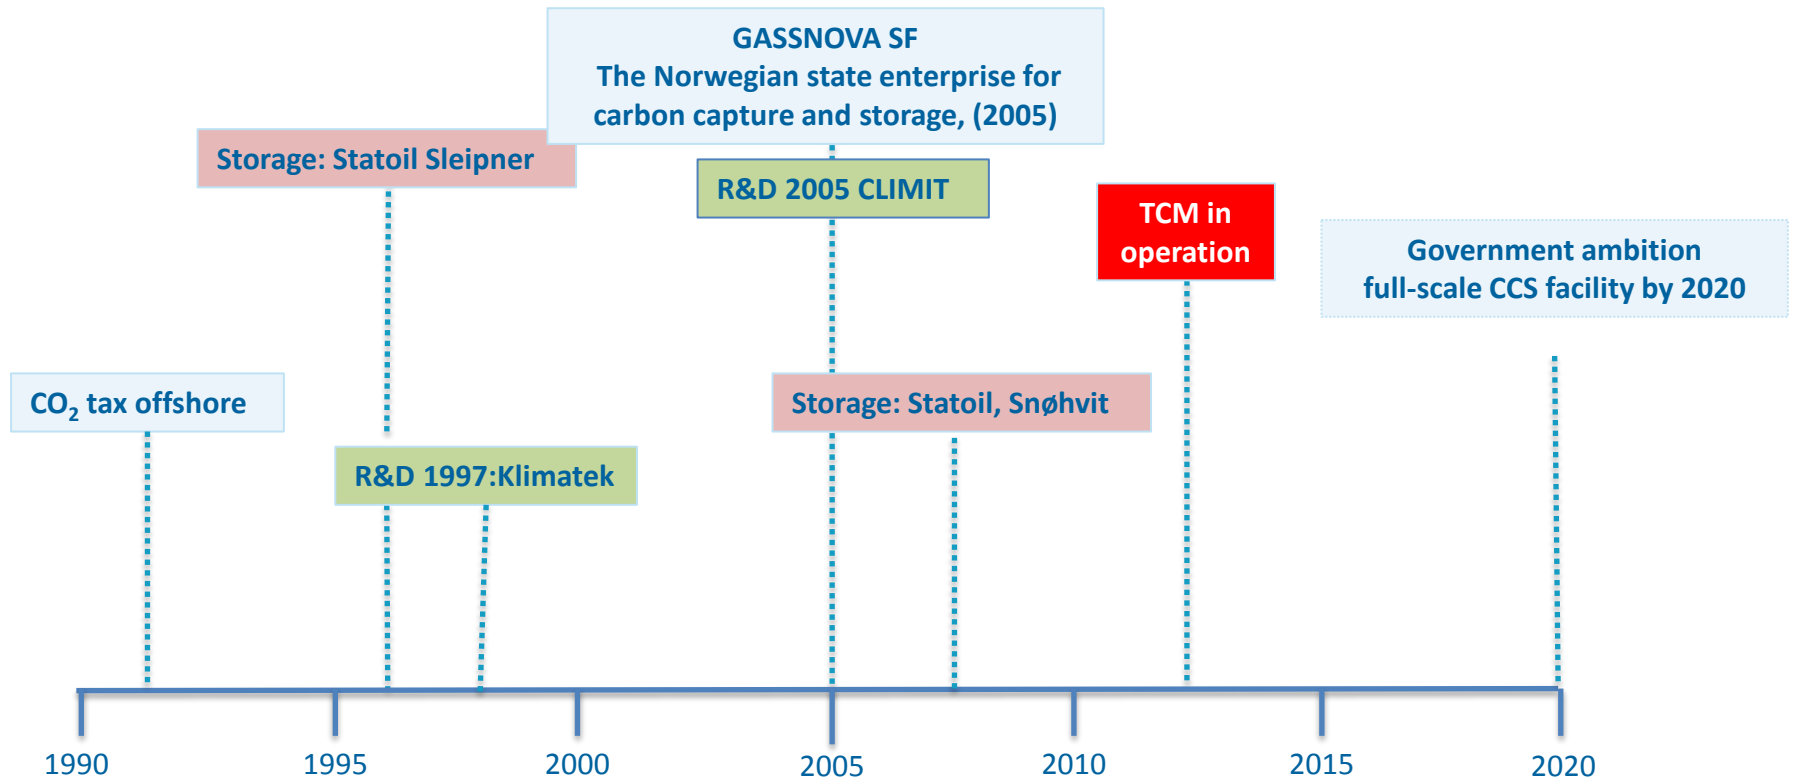 GASSNOVA SF
The Norwegian state enterprise for
carbon capture and storage, (2005)
Storage: Statoil Sleipner
R&D 2005 CLIMIT
TCM in
operation
Government ambition
full-scale CCS facility by 2020
CO₂ tax offshore
Storage: Statoil, Snøhvit
R&D 1997:Klimatek
1990
1995
2000
2005
2010
2015
2020